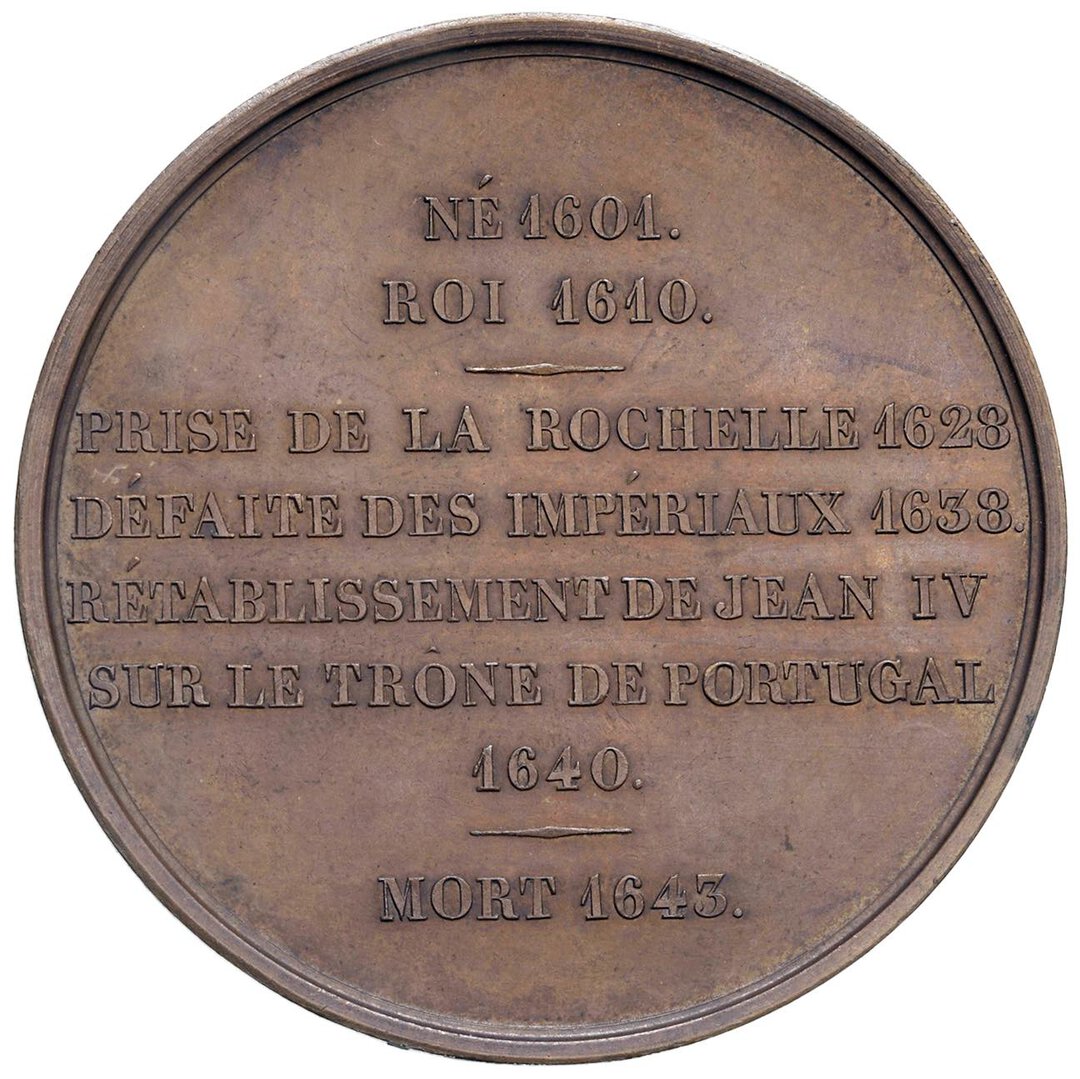 NÉ 1601.
ROI 1610.
PRISE DE LA ROCHELLE 1628
DÉFAITE DES IMPÉRIAUX 1638.
RÉTABLISSEMENT DE JEAN IV
SUR LE TRÔNE DE PORTUGAL
1640.
MORT 1643.